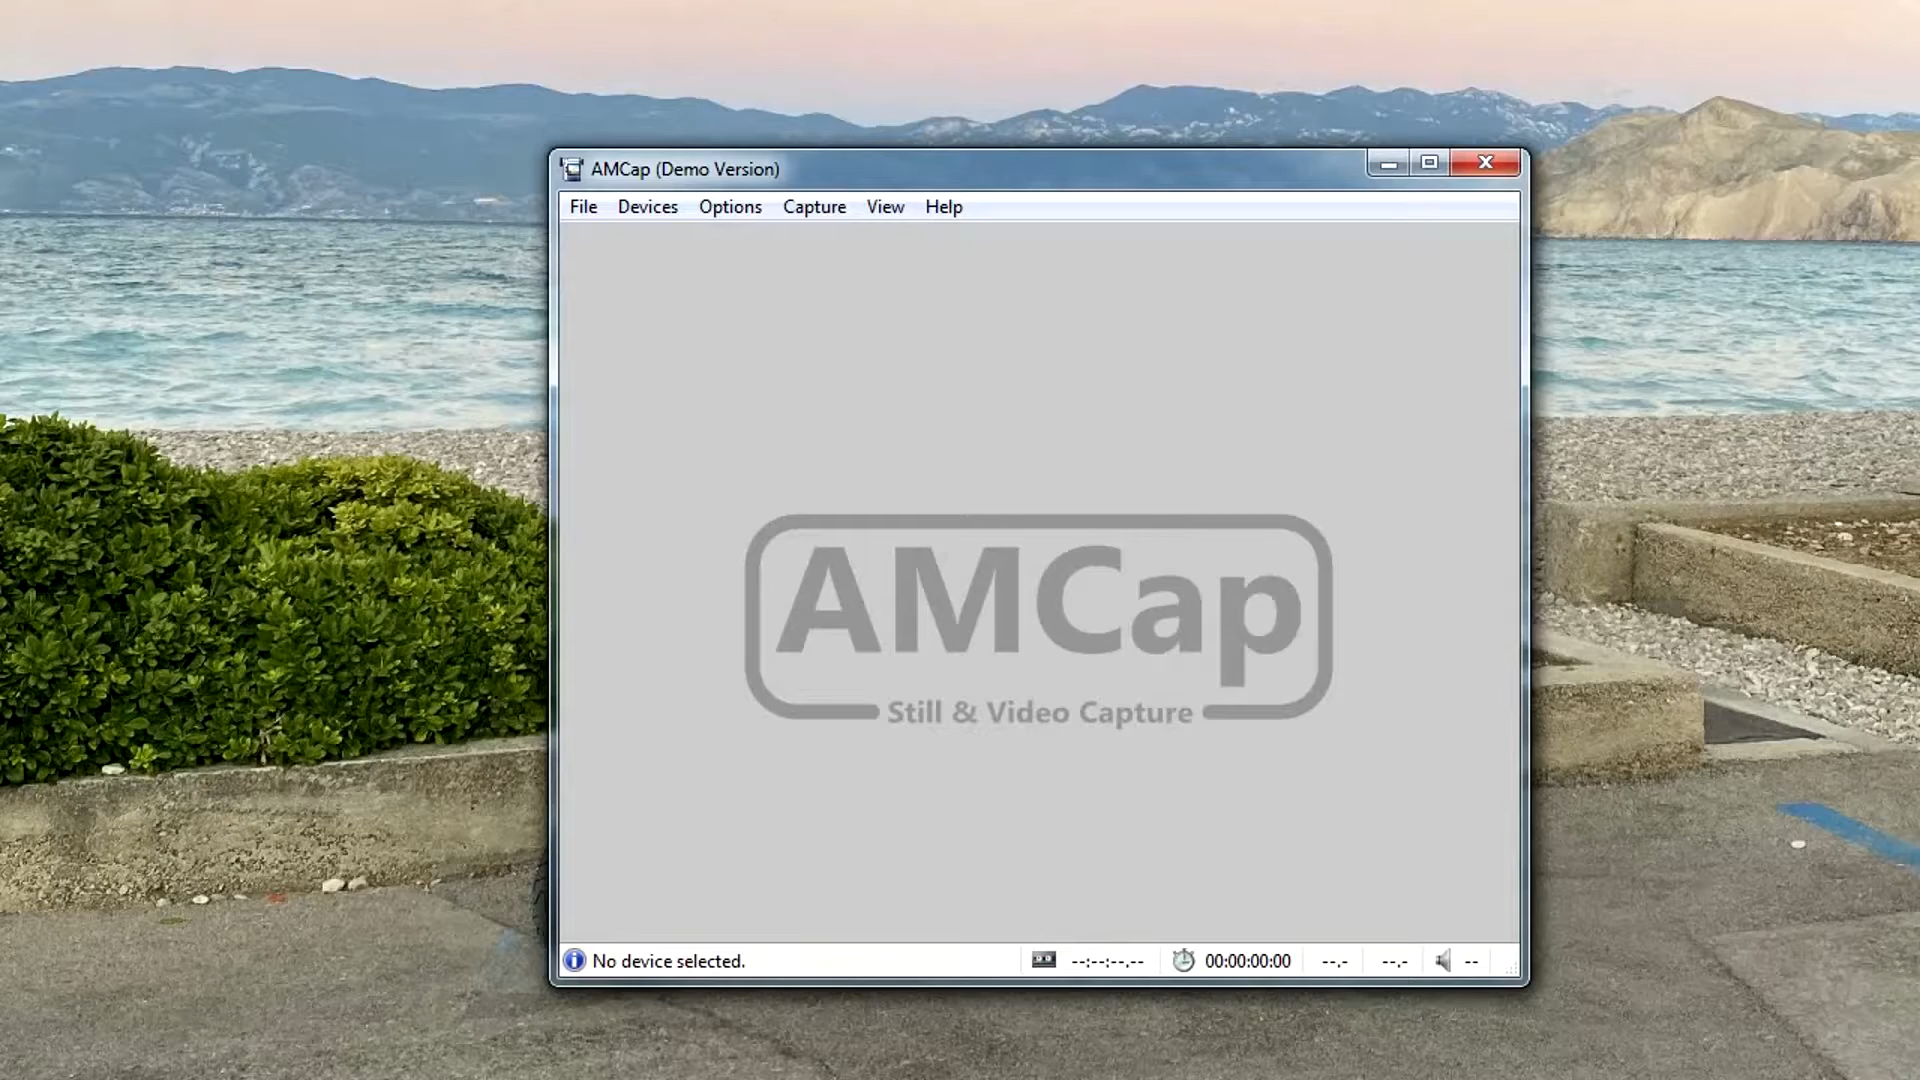 AMCap (Demo Version)
File Devices Options Capture View Help
AMCap
Still & Video Capture
No device selected. --:--:--.-- 00:00:00:00 --.- --.- --